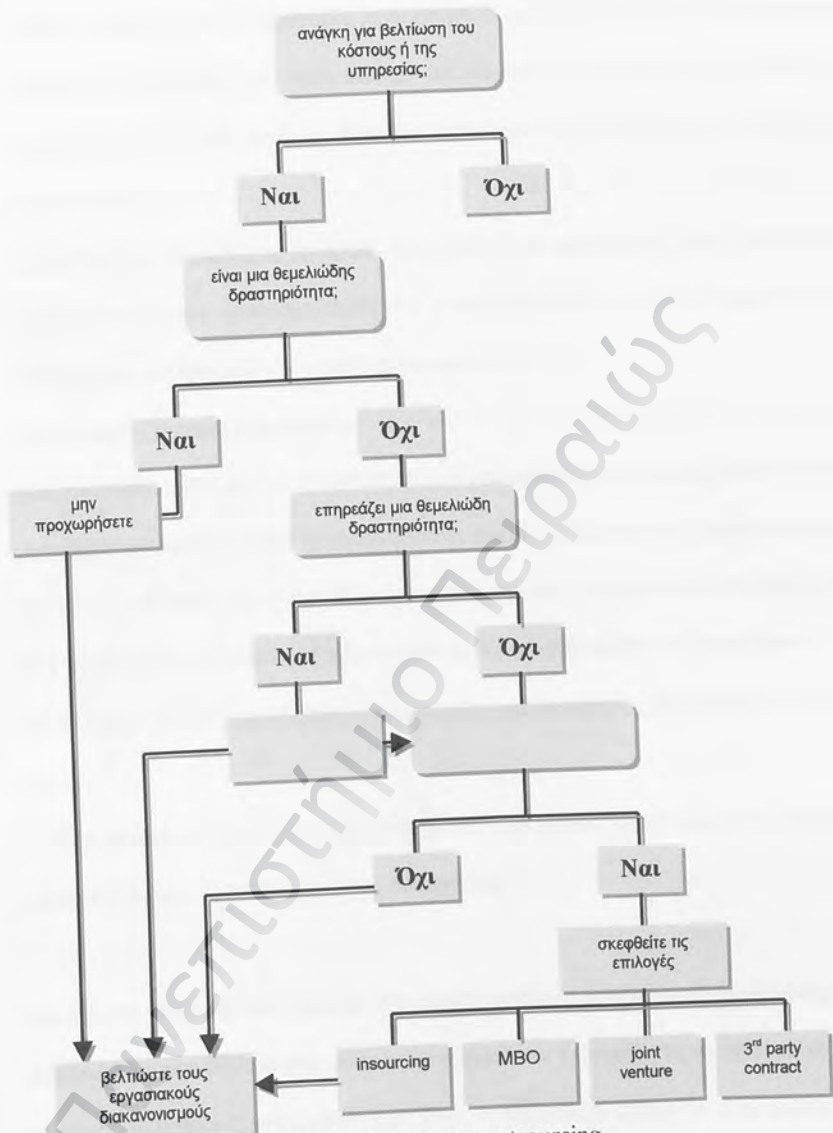 ανάγκη για βελτίωση του
κόστους ή της
υπηρεσίας;
Ναι
Όχι
είναι μια θεμελιώδης
δραστηριότητα;
Ναι
Όχι
μην
προχωρήσετε
επηρεάζει μια θεμελιώδη
δραστηριότητα;
Ναι
Όχι
Όχι
Ναι
σκεφθείτε τις
επιλογές
insourcing
MBO
joint
venture
3rd party
contract
βελτιώστε τους
εργασιακούς
διακανονισμούς
Πανεπιστήμιο Πειραιώς